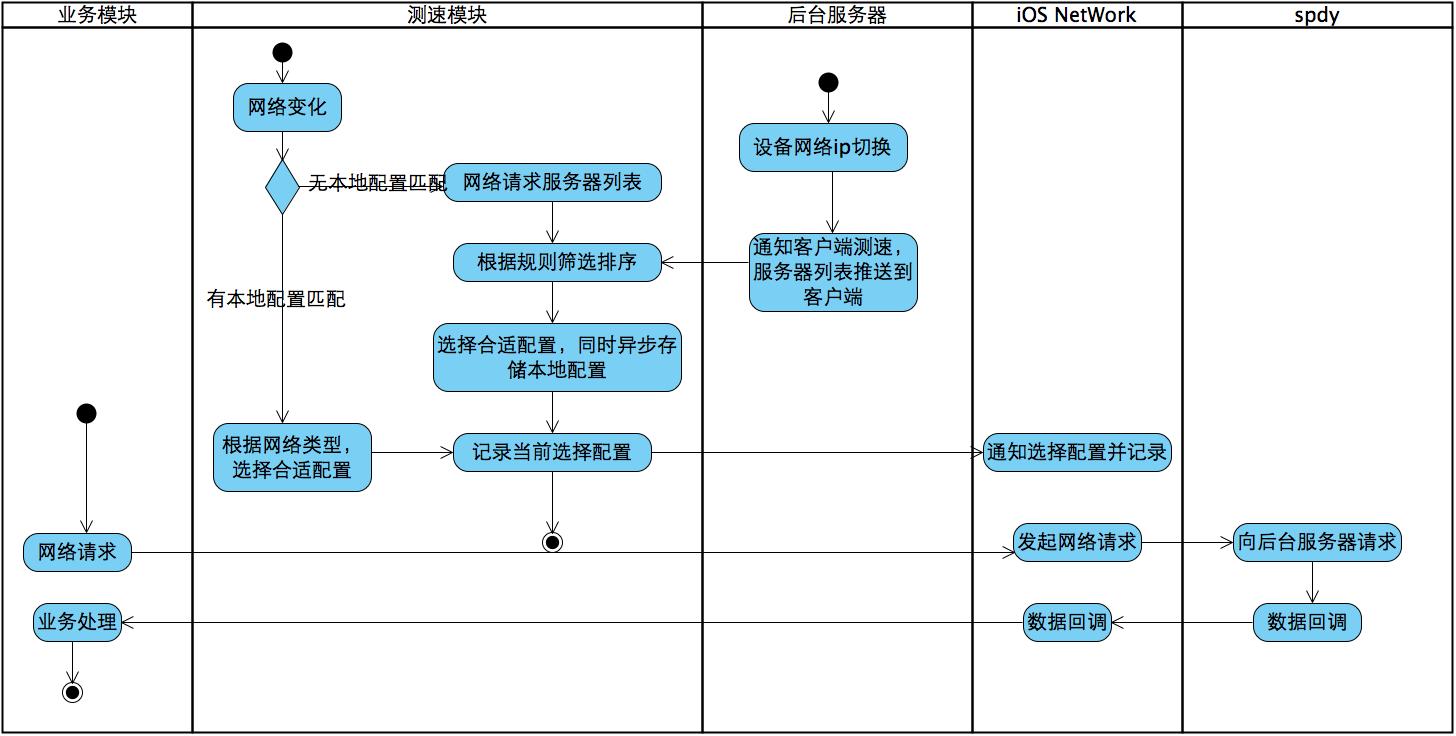 业务模块
测速模块
后台服务器
iOS NetWork
spdy
网络变化
设备网络ip切换
无本地配置匹配
网络请求服务器列表
根据规则筛选排序
通知客户端测速,
服务器列表推送到
客户端
有本地配置匹配
选择合适配置，同时异步存
储本地配置
根据网络类型，
选择合适配置
记录当前选择配置
通知选择配置并记录
网络请求
发起网络请求
向后台服务器请求
业务处理
数据回调
数据回调